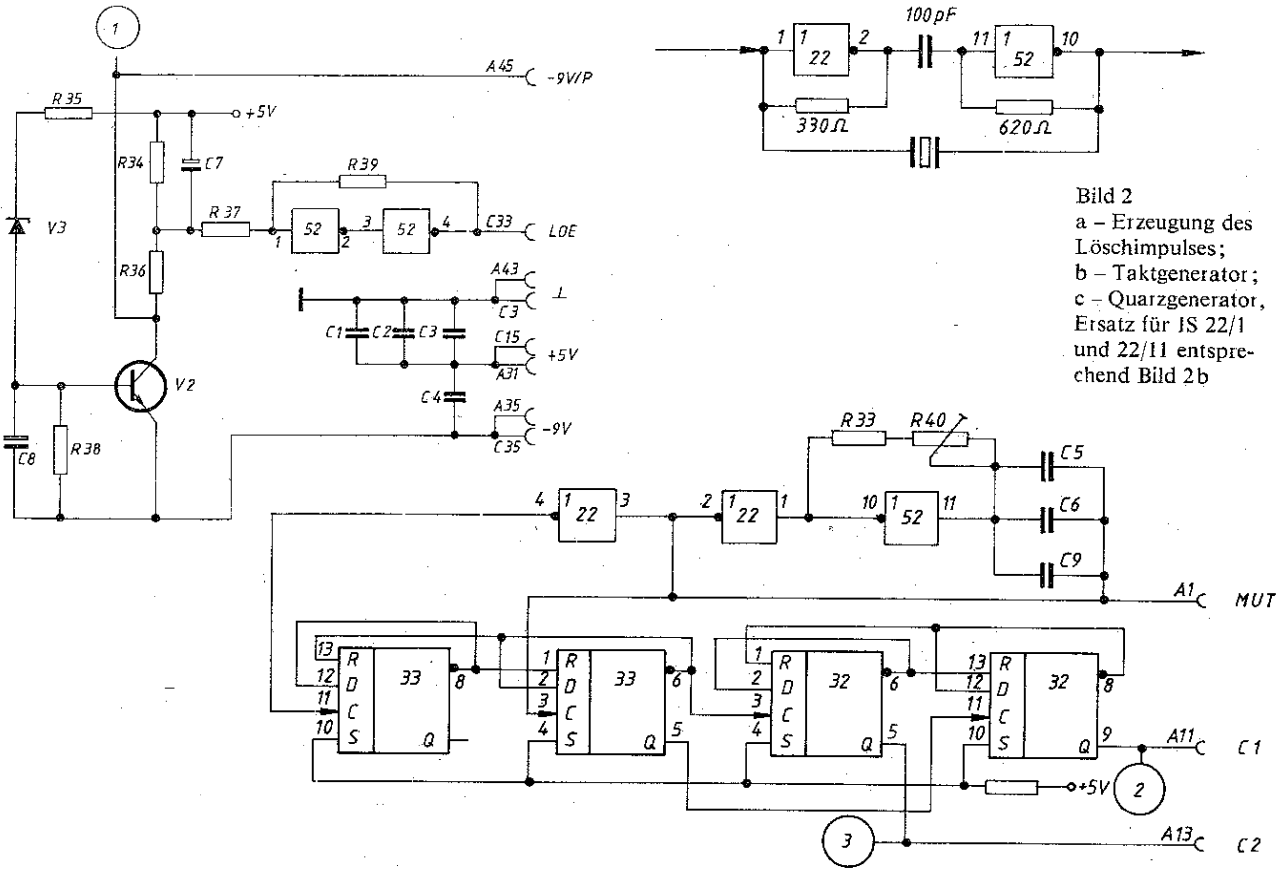 1
A45 -9V/P
R35
+5V
R34
C7
R39
V3
R37
52
1
2
3
52
4
C33 LOE
R36
A43
⊥
C3
C1
C2
C3
C15
+5V
A31
V2
C4
A35
-9V
C35
C8
R38
100pF
1
1
22
2
11
1
52
10
330Ω
620Ω
Bild 2
a – Erzeugung des
Löschimpulses;
b – Taktgenerator;
c – Quarzgenerator,
Ersatz für IS 22/1
und 22/11 entspre-
chend Bild 2b
R33
R40
C5
4
1
22
3
2
1
22
1
10
1
52
11
C6
C9
A1 MUT
13
R
12
D
33
8
11
C
10
S
Q
1
R
2
D
33
6
3
C
5
4
S
Q
1
R
2
D
32
6
3
C
5
4
S
Q
13
R
12
D
32
8
11
C
10
S
Q
9
A11 C1
+5V
2
3
A13 C2